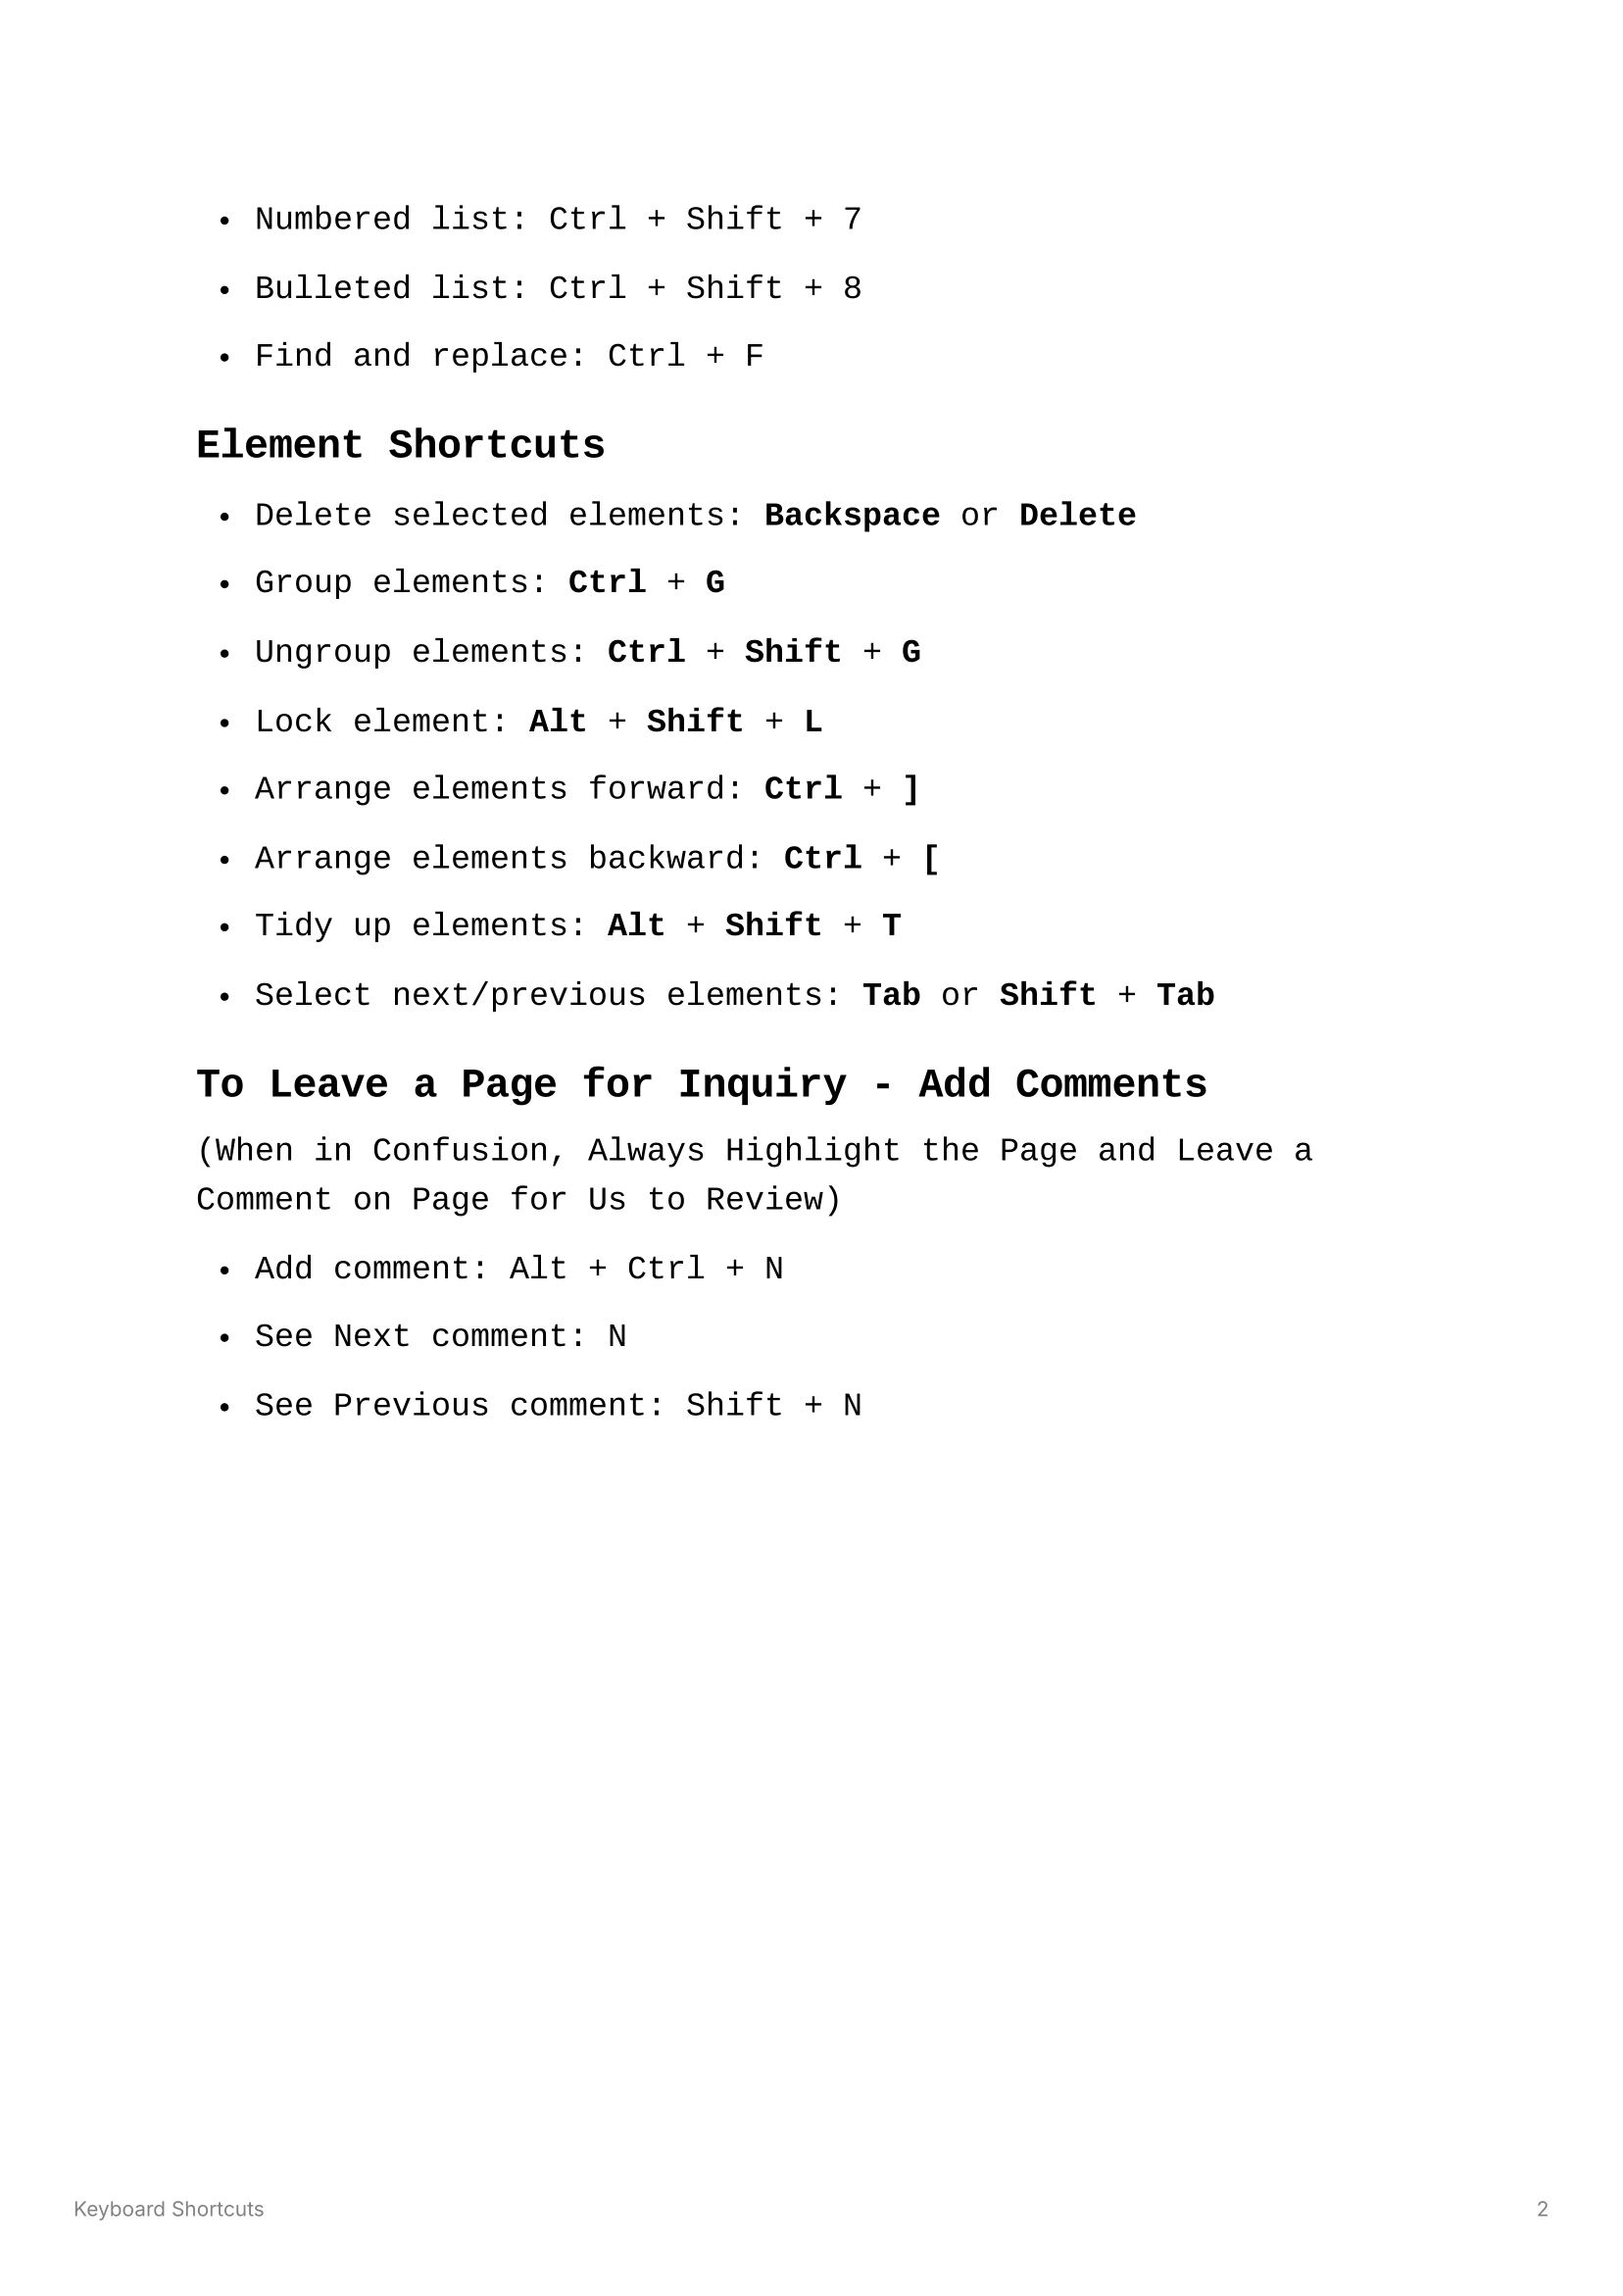 • Numbered list: Ctrl + Shift + 7
• Bulleted list: Ctrl + Shift + 8
• Find and replace: Ctrl + F
Element Shortcuts
• Delete selected elements: Backspace or Delete
• Group elements: Ctrl + G
• Ungroup elements: Ctrl + Shift + G
• Lock element: Alt + Shift + L
• Arrange elements forward: Ctrl + ]
• Arrange elements backward: Ctrl + [
• Tidy up elements: Alt + Shift + T
• Select next/previous elements: Tab or Shift + Tab
To Leave a Page for Inquiry - Add Comments
(When in Confusion, Always Highlight the Page and Leave a
Comment on Page for Us to Review)
• Add comment: Alt + Ctrl + N
• See Next comment: N
• See Previous comment: Shift + N
Keyboard Shortcuts
2